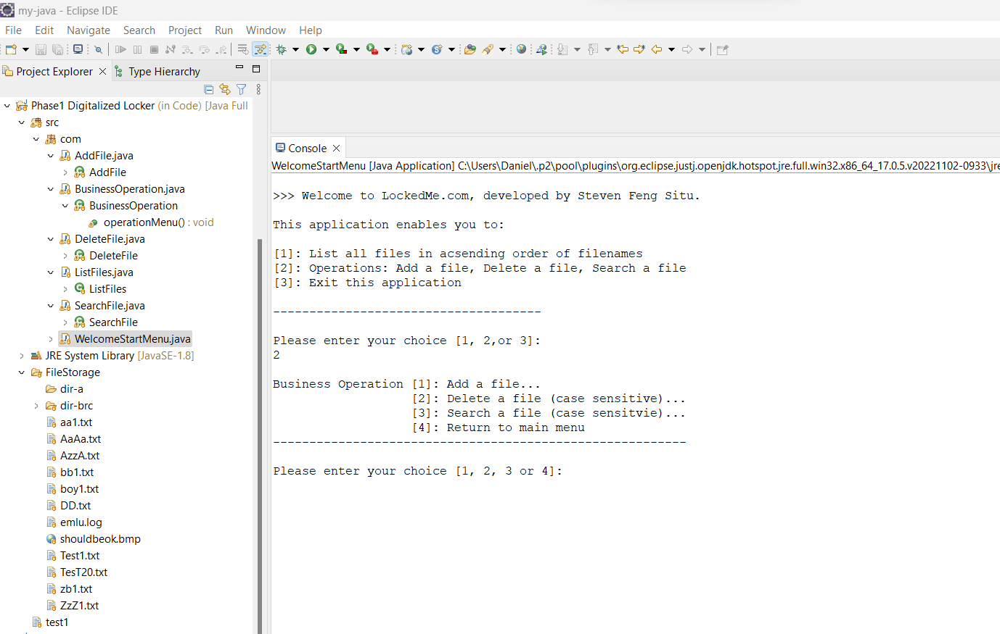 my-java - Eclipse IDE
File Edit Navigate Search Project Run Window Help
Project Explorer Type Hierarchy
Phase1 Digitalized Locker (in Code) [Java Full
src
com
AddFile.java
AddFile
BusinessOperation.java
BusinessOperation
operationMenu() : void
DeleteFile.java
DeleteFile
ListFiles.java
ListFiles
SearchFile.java
SearchFile
WelcomeStartMenu.java
JRE System Library [JavaSE-1.8]
FileStorage
dir-a
dir-brc
aa1.txt
AaAa.txt
AzzA.txt
bb1.txt
boy1.txt
DD.txt
emlu.log
shouldbeok.bmp
Test1.txt
TesT20.txt
zb1.txt
ZzZ1.txt
test1
Console
WelcomeStartMenu [Java Application] C:\Users\Daniel\.p2\pool\plugins\org.eclipse.justj.openjdk.hotspot.jre.full.win32.x86_64_17.0.5.v20221102-0933\jre
>>> Welcome to LockedMe.com, developed by Steven Feng Situ.
This application enables you to:
[1]: List all files in acsending order of filenames
[2]: Operations: Add a file, Delete a file, Search a file
[3]: Exit this application
-------------------------------------
Please enter your choice [1, 2,or 3]:
2
Business Operation [1]: Add a file...
[2]: Delete a file (case sensitive)...
[3]: Search a file (case sensitvie)...
[4]: Return to main menu
---------------------------------------------------------
Please enter your choice [1, 2, 3 or 4]: